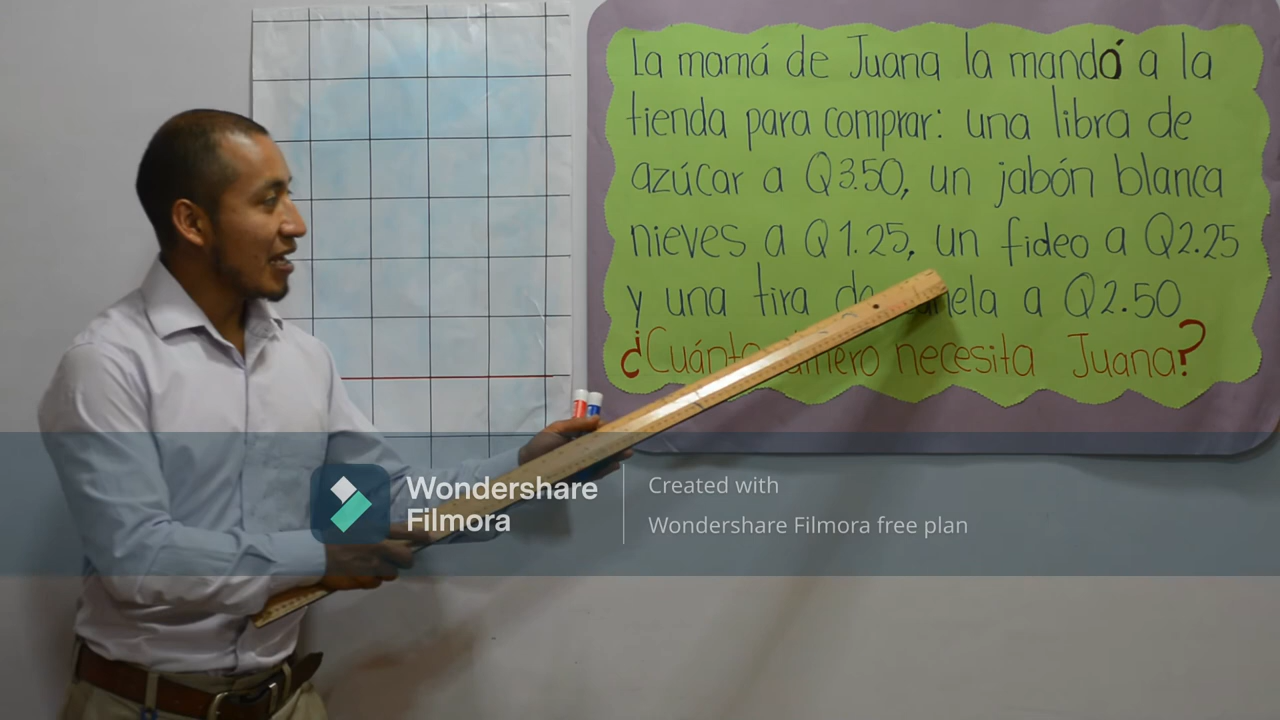 La mamá de Juana la mandó a la
tienda para comprar: una libra de
azúcar a Q3.50, un jabón blanca
nieves a Q1.25, un fideo a Q2.25
y una tira de a Q2.50
¿Cuánto necesita Juana?
Wondershare
Filmora
Created with
Wondershare Filmora free plan